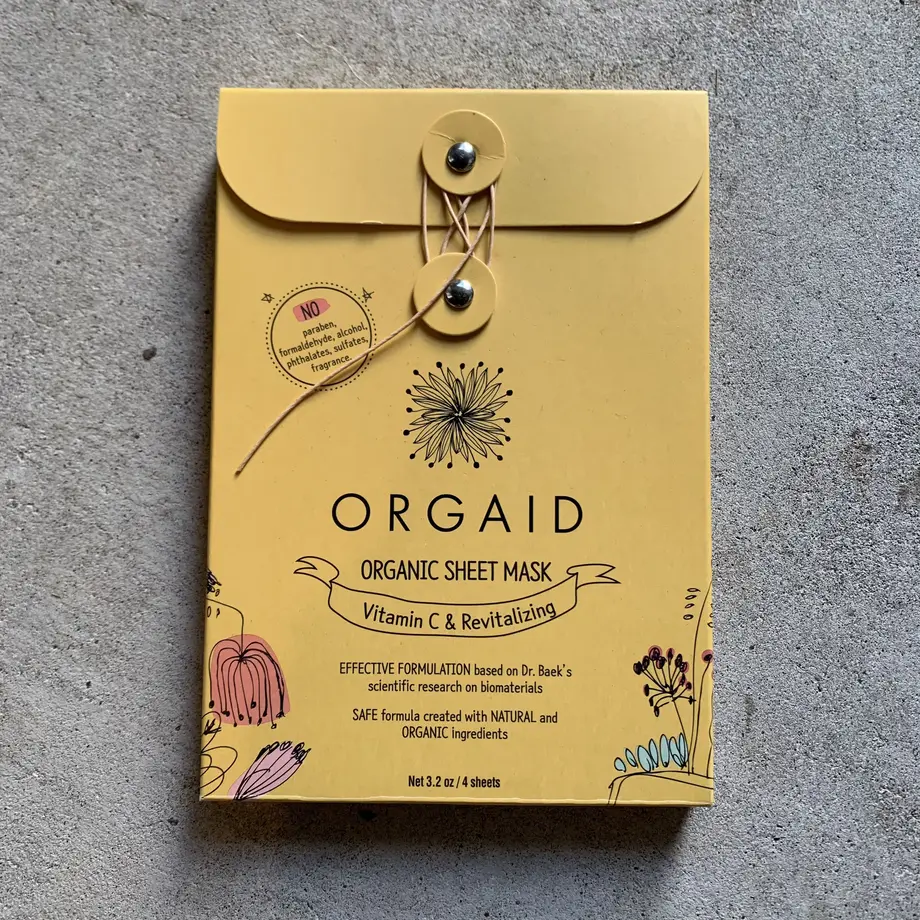 NO
paraben,
formaldehyde, alcohol,
phthalates, sulfates,
fragrance.
ORGAID
ORGANIC SHEET MASK
Vitamin C & Revitalizing
EFFECTIVE FORMULATION based on Dr. Baek's
scientific research on biomaterials
SAFE formula created with NATURAL and
ORGANIC ingredients
Net 3.2 oz / 4 sheets